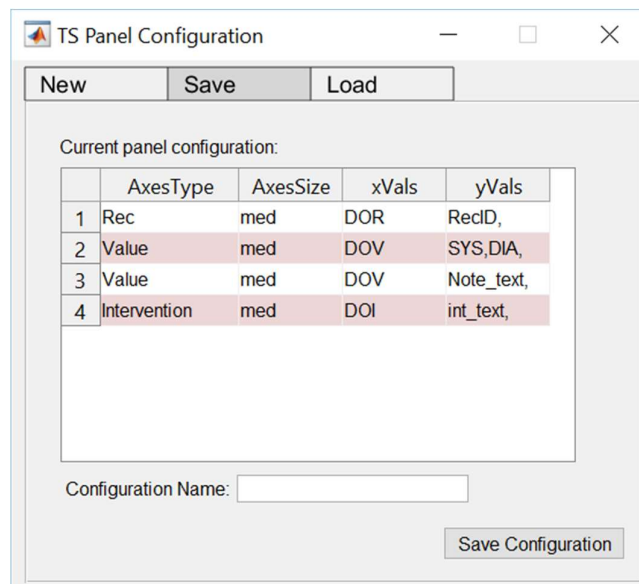 TS Panel Configuration
New Save Load
Current panel configuration:
AxesType AxesSize xVals yVals
1 Rec med DOR RecID,
2 Value med DOV SYS,DIA,
3 Value med DOV Note_text,
4 Intervention med DOI int_text,
Configuration Name:
Save Configuration